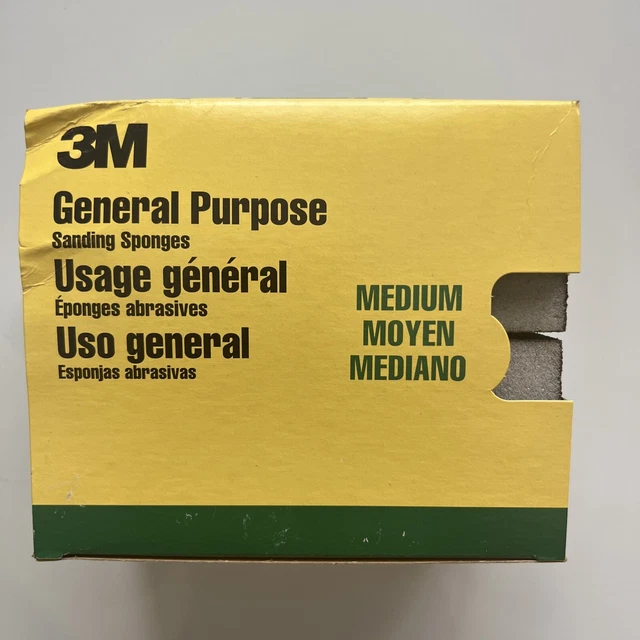 3M
General Purpose
Sanding Sponges
Usage général
Éponges abrasives
Uso general
Esponjas abrasivas
MEDIUM
MOYEN
MEDIANO